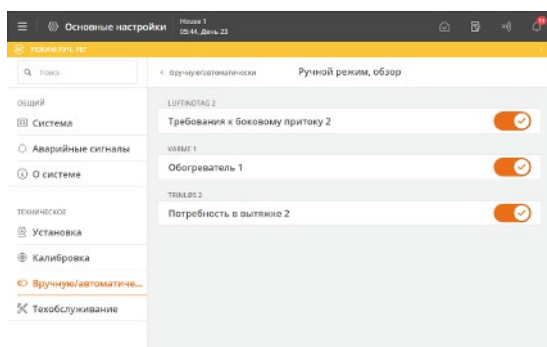 Основные настройки
House 1
05:44, День 23
РЕЖИМ РУЧ. РЕГ
Поиск
Вручную/автоматически
Ручной режим, обзор
ОБЩИЙ
Система
Аварийные сигналы
О системе
ТЕХНИЧЕСКОЕ
Установка
Калибровка
Вручную/автоматиче...
Техобслуживание
LUFTINDTAG 2
Требования к боковому притоку 2
VARME 1
Обогреватель 1
TRINLØS 2
Потребность в вытяжке 2